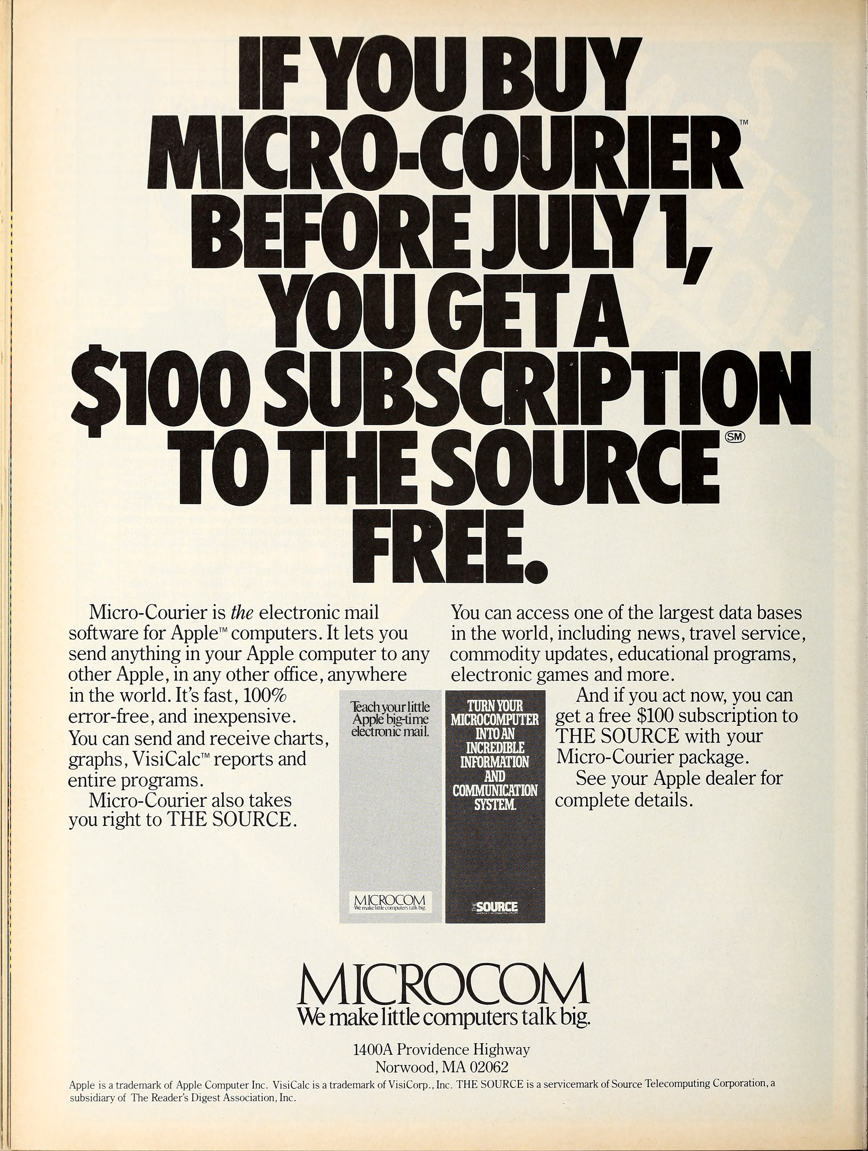 IF YOU BUY
MICRO-COURIER™
BEFORE JULY 1,
YOU GET A
$100 SUBSCRIPTION
TO THE SOURCE℠
FREE.
Micro-Courier is the electronic mail
software for Apple™ computers. It lets you
send anything in your Apple computer to any
other Apple, in any other office, anywhere
in the world. It's fast, 100%
error-free, and inexpensive.
You can send and receive charts,
graphs, VisiCalc™ reports and
entire programs.
Micro-Courier also takes
you right to THE SOURCE.
You can access one of the largest data bases
in the world, including news, travel service,
commodity updates, educational programs,
electronic games and more.
And if you act now, you can
get a free $100 subscription to
THE SOURCE with your
Micro-Courier package.
See your Apple dealer for
complete details.
Teach your little
Apple big-time
electronic mail.
MICROCOM
We make little computers talk big.
TURN YOUR
MICROCOMPUTER
INTO AN
INCREDIBLE
INFORMATION
AND
COMMUNICATION
SYSTEM.
THE SOURCE
MICROCOM
We make little computers talk big.
1400A Providence Highway
Norwood, MA 02062
Apple is a trademark of Apple Computer Inc. VisiCalc is a trademark of VisiCorp., Inc. THE SOURCE is a servicemark of Source Telecomputing Corporation, a
subsidiary of The Reader's Digest Association, Inc.